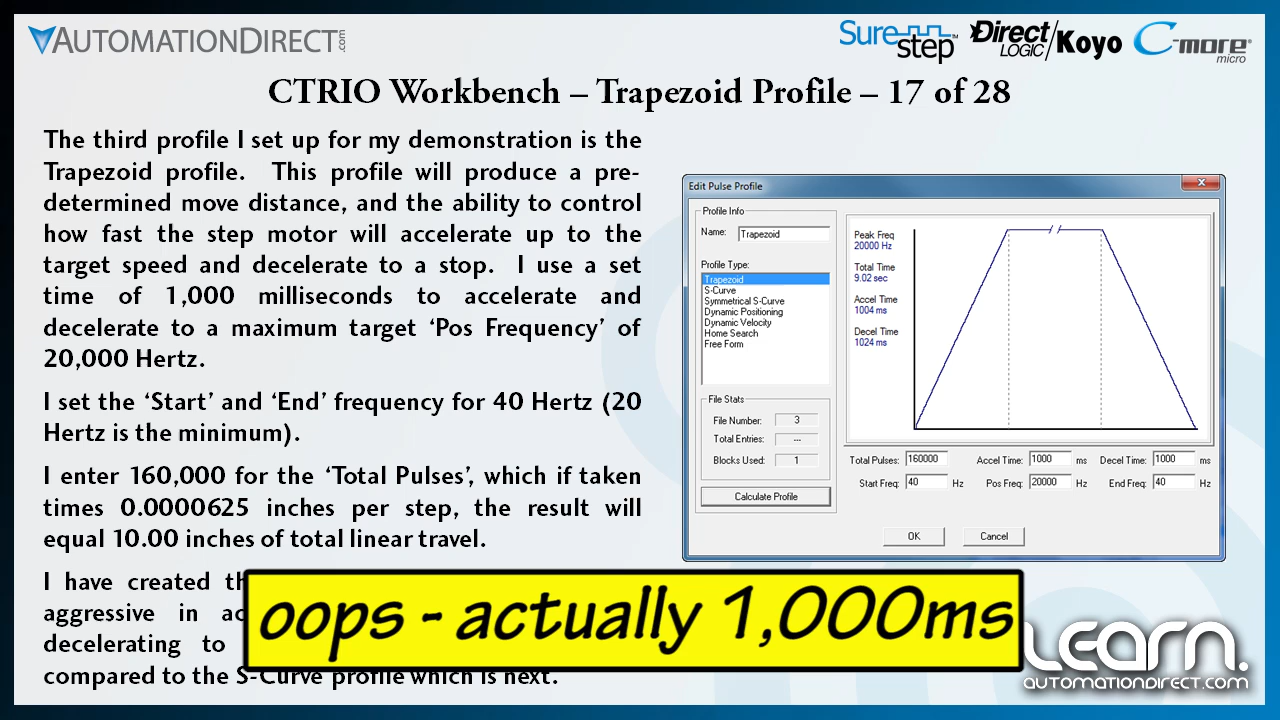 AUTOMATIONDIRECT.com
SureStep™
DirectLOGIC/Koyo
C-more micro
CTRIO Workbench – Trapezoid Profile – 17 of 28
The third profile I set up for my demonstration is the
Trapezoid profile. This profile will produce a pre-
determined move distance, and the ability to control
how fast the step motor will accelerate up to the
target speed and decelerate to a stop. I use a set
time of 1,000 milliseconds to accelerate and
decelerate to a maximum target ‘Pos Frequency’ of
20,000 Hertz.
I set the ‘Start’ and ‘End’ frequency for 40 Hertz (20
Hertz is the minimum).
I enter 160,000 for the ‘Total Pulses’, which if taken
times 0.0000625 inches per step, the result will
equal 10.00 inches of total linear travel.
I have created
aggressive in
decelerating to
compared to the S-Curve profile which is next.
Edit Pulse Profile
Profile Info
Name: Trapezoid
Profile Type:
Trapezoid
S-Curve
Symmetrical S-Curve
Dynamic Positioning
Dynamic Velocity
Home Search
Free Form
File Stats
File Number: 3
Total Entries: ---
Blocks Used: 1
Calculate Profile
Peak Freq
20000 Hz
Total Time
9.02 sec
Accel Time
1004 ms
Decel Time
1024 ms
Total Pulses: 160000 Accel Time: 1000 ms Decel Time: 1000 ms
Start Freq: 40 Hz Pos Freq: 20000 Hz End Freq: 40 Hz
OK Cancel
oops - actually 1,000ms
LEARN.
AUTOMATIONDIRECT.COM